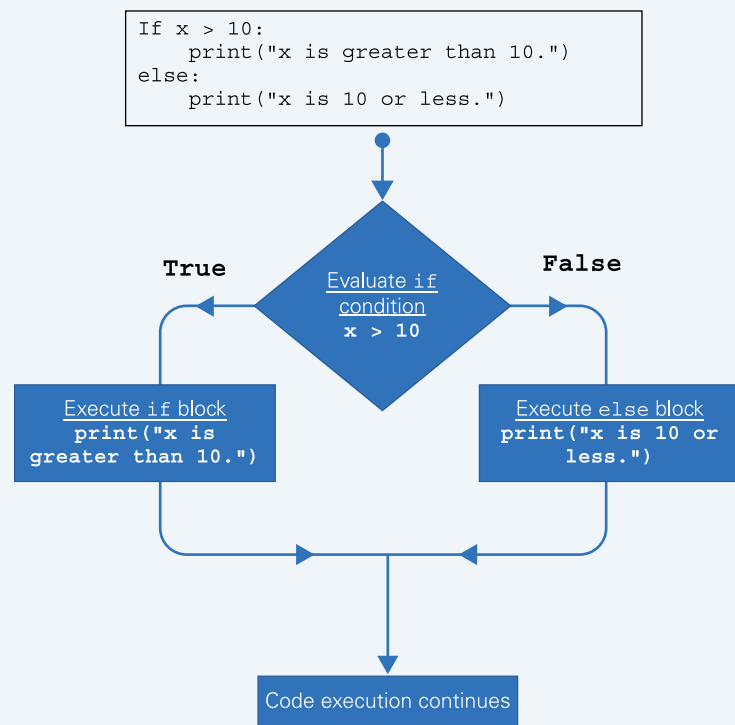 If x > 10:
    print("x is greater than 10.")
else:
    print("x is 10 or less.")
True
False
Evaluate if
condition
x > 10
Execute if block
print("x is
greater than 10.")
Execute else block
print("x is 10 or
less.")
Code execution continues